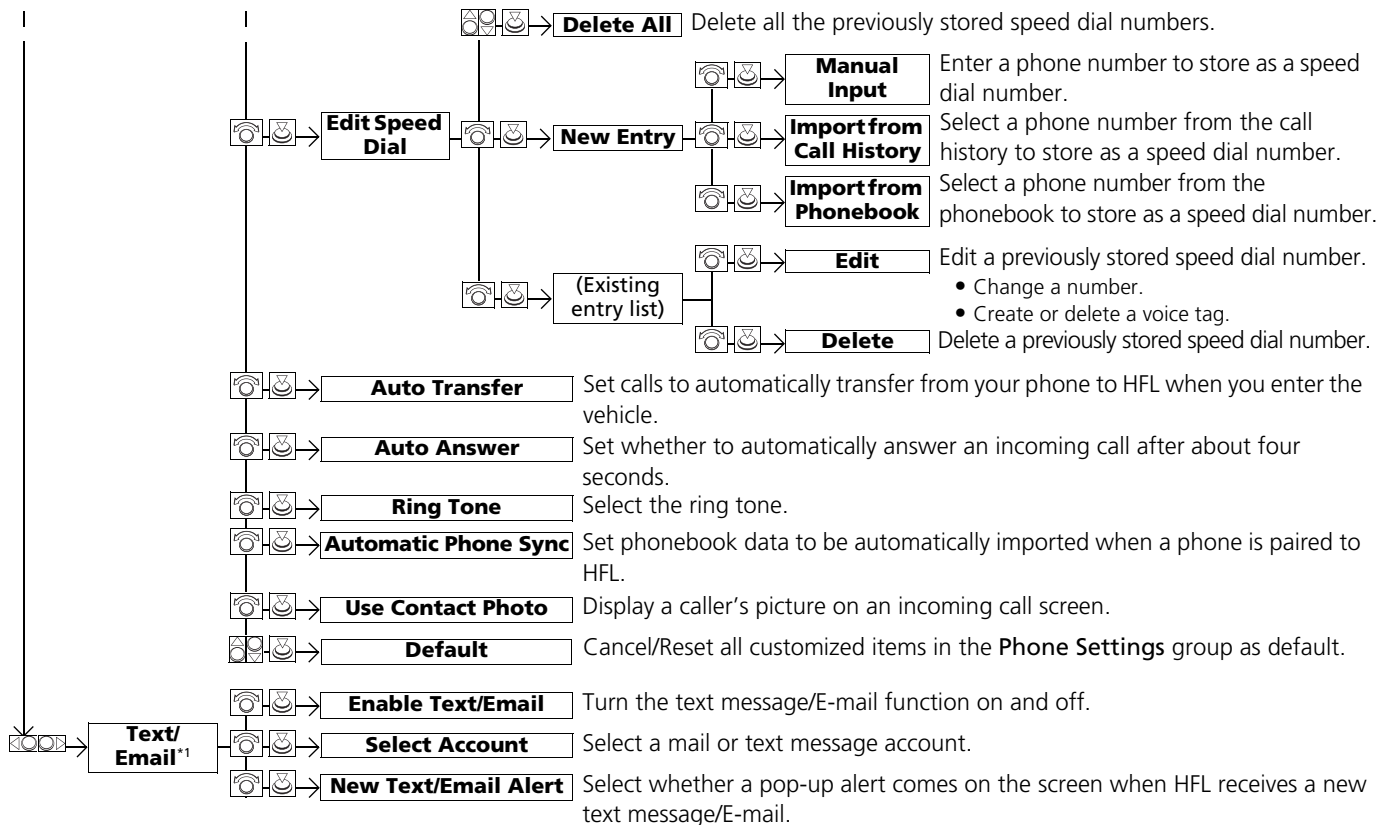 Delete All Delete all the previously stored speed dial numbers.
Manual Input Enter a phone number to store as a speed dial number.
Edit Speed Dial
New Entry
Import from Call History Select a phone number from the call history to store as a speed dial number.
Import from Phonebook Select a phone number from the phonebook to store as a speed dial number.
(Existing entry list)
Edit Edit a previously stored speed dial number.
• Change a number.
• Create or delete a voice tag.
Delete Delete a previously stored speed dial number.
Auto Transfer Set calls to automatically transfer from your phone to HFL when you enter the vehicle.
Auto Answer Set whether to automatically answer an incoming call after about four seconds.
Ring Tone Select the ring tone.
Automatic Phone Sync Set phonebook data to be automatically imported when a phone is paired to HFL.
Use Contact Photo Display a caller's picture on an incoming call screen.
Default Cancel/Reset all customized items in the Phone Settings group as default.
Text/Email*1
Enable Text/Email Turn the text message/E-mail function on and off.
Select Account Select a mail or text message account.
New Text/Email Alert Select whether a pop-up alert comes on the screen when HFL receives a new text message/E-mail.